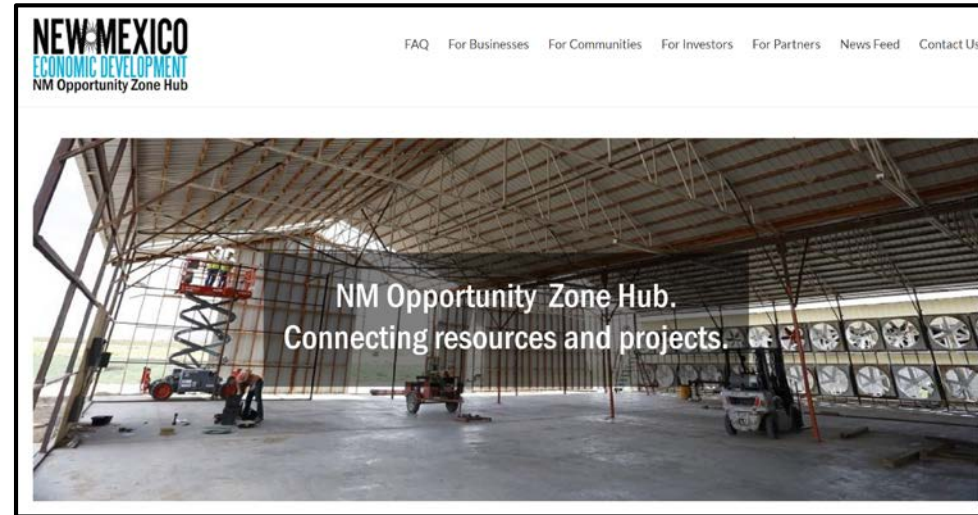 NEW MEXICO
ECONOMIC DEVELOPMENT
NM Opportunity Zone Hub
FAQ For Businesses For Communities For Investors For Partners News Feed Contact Us
NM Opportunity Zone Hub.
Connecting resources and projects.